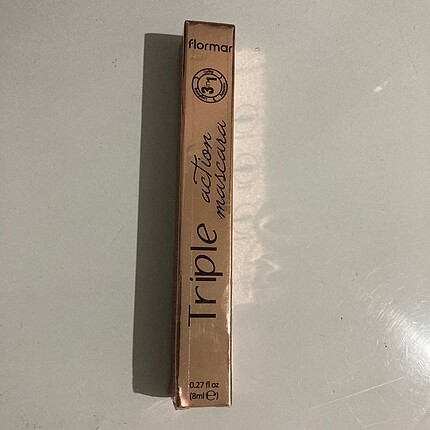 flormar
3in1
Triple
action
mascara
0.27 fl oz
(8ml ℮)